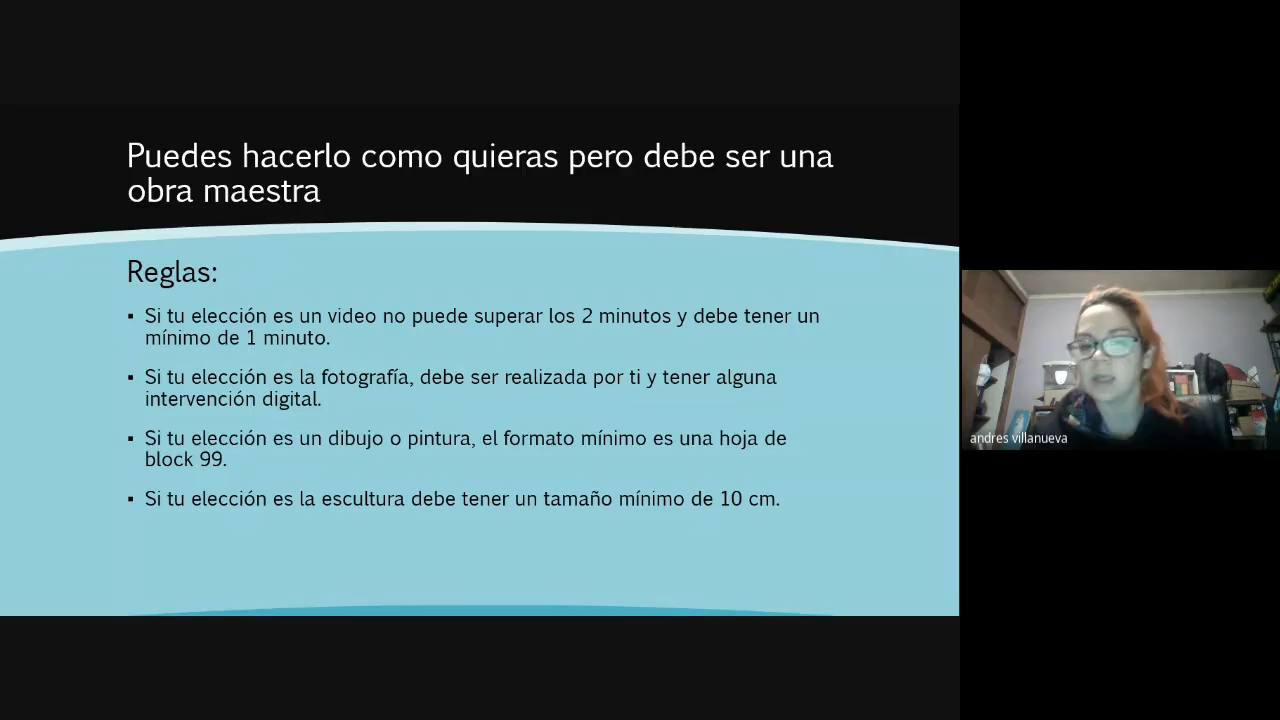 Puedes hacerlo como quieras pero debe ser una
obra maestra
Reglas:
▪ Si tu elección es un video no puede superar los 2 minutos y debe tener un
mínimo de 1 minuto.
▪ Si tu elección es la fotografía, debe ser realizada por ti y tener alguna
intervención digital.
▪ Si tu elección es un dibujo o pintura, el formato mínimo es una hoja de
block 99.
▪ Si tu elección es la escultura debe tener un tamaño mínimo de 10 cm.
andres villanueva